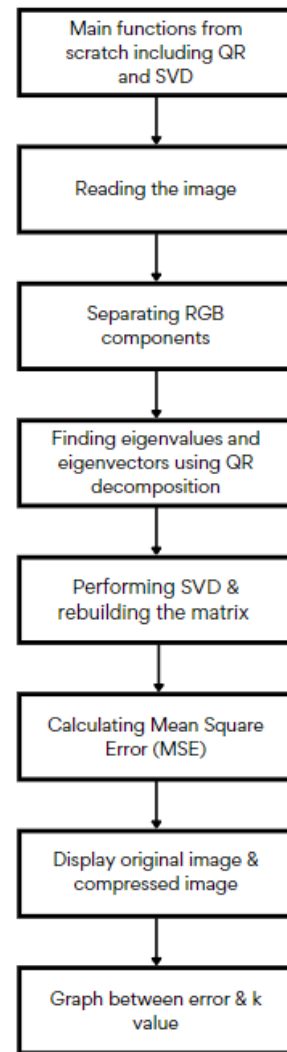 Main functions from
scratch including QR
and SVD
Reading the image
Separating RGB
components
Finding eigenvalues and
eigenvectors using QR
decomposition
Performing SVD &
rebuilding the matrix
Calculating Mean Square
Error (MSE)
Display original image &
compressed image
Graph between error & k
value